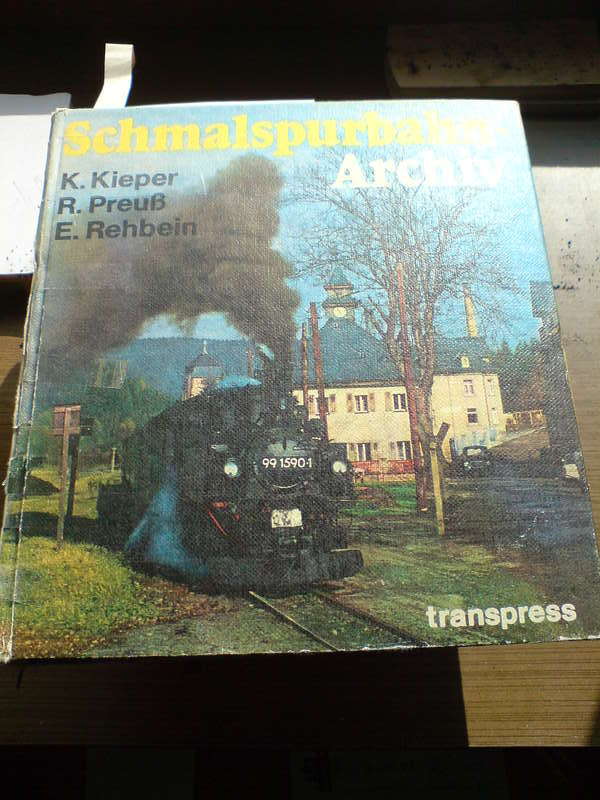 Schmalspurbahn-
Archiv
K. Kieper
R. Preuß
E. Rehbein
99 1590-1
transpress